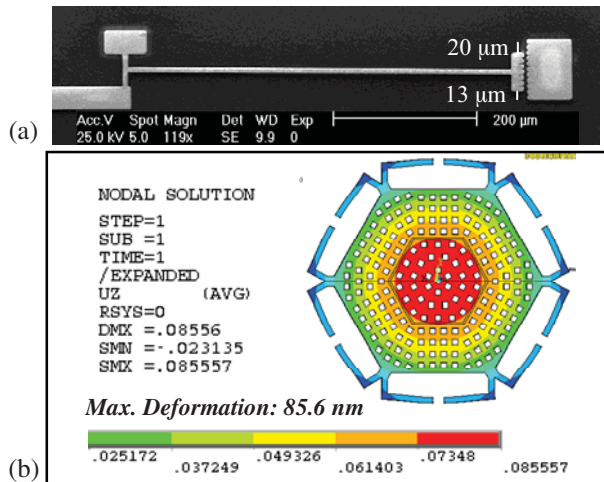 (a)
20 µm
13 µm
Acc.V Spot Magn Det WD Exp
25.0 kV 5.0 119x SE 9.9 0
200 µm
(b)
NODAL SOLUTION
STEP=1
SUB =1
TIME=1
/EXPANDED
UZ (AVG)
RSYS=0
DMX =.08556
SMN =-.023135
SMX =.085557
Max. Deformation: 85.6 nm
.025172 .049326 .07348
.037249 .061403 .085557